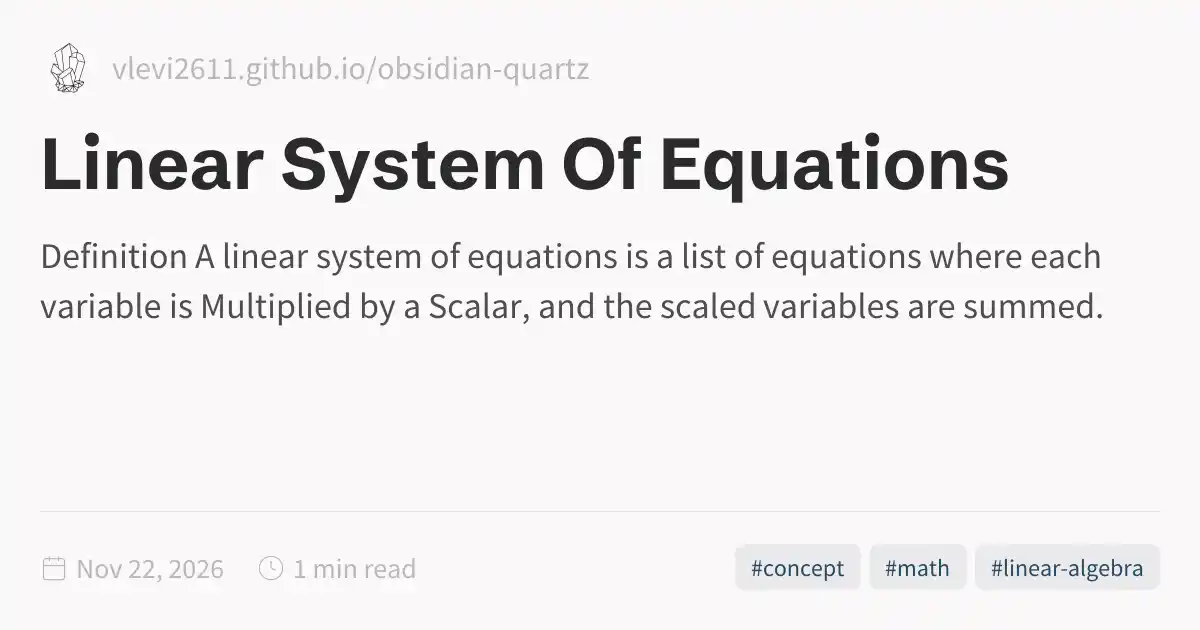 vlevi2611.github.io/obsidian-quartz
Linear System Of Equations
Definition A linear system of equations is a list of equations where each
variable is Multiplied by a Scalar, and the scaled variables are summed.
Nov 22, 2026 1 min read #concept #math #linear-algebra